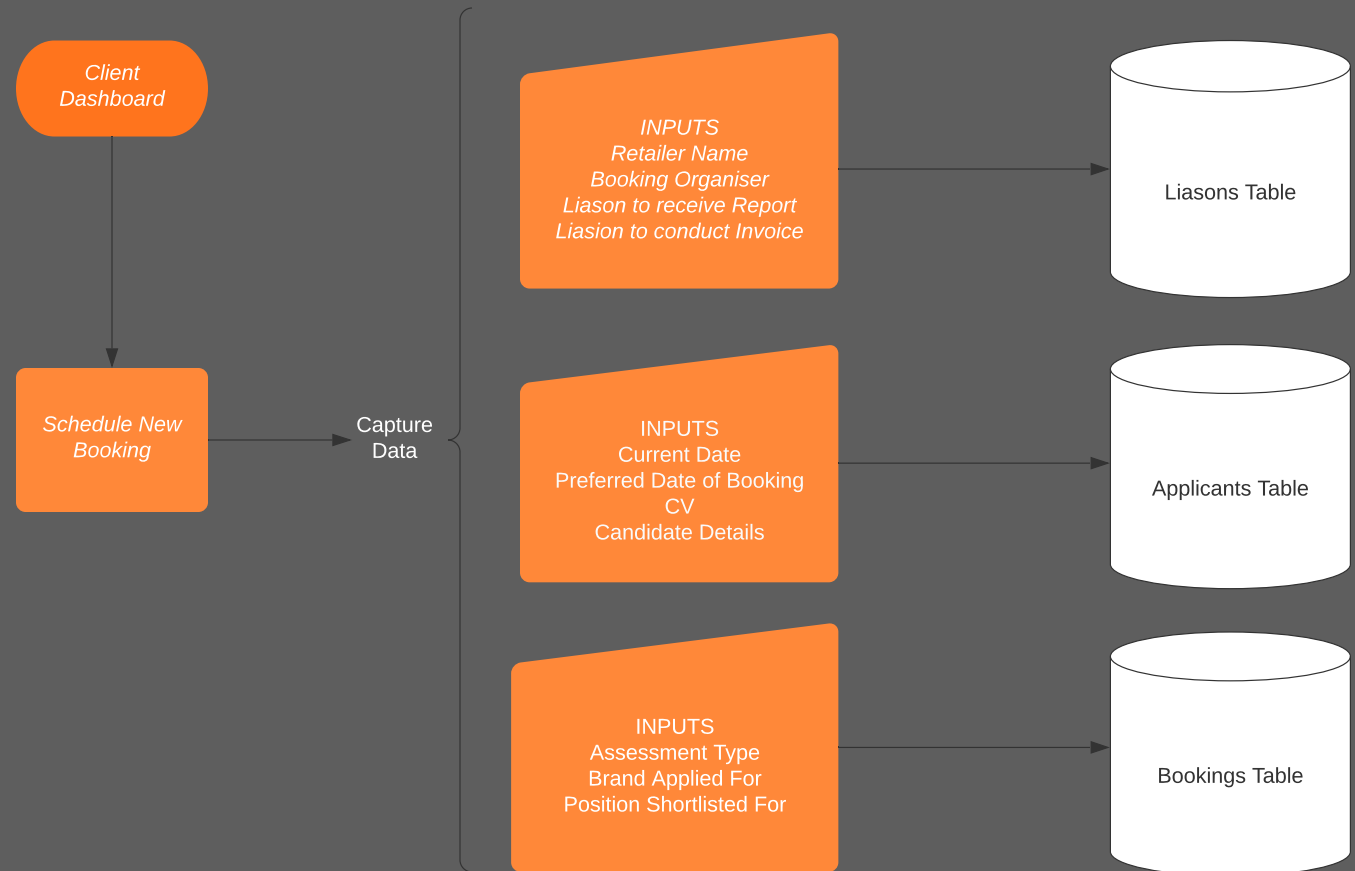 Client
Dashboard
Schedule New
Booking
Capture
Data
INPUTS
Retailer Name
Booking Organiser
Liason to receive Report
Liasion to conduct Invoice
Liasons Table
INPUTS
Current Date
Preferred Date of Booking
CV
Candidate Details
Applicants Table
INPUTS
Assessment Type
Brand Applied For
Position Shortlisted For
Bookings Table